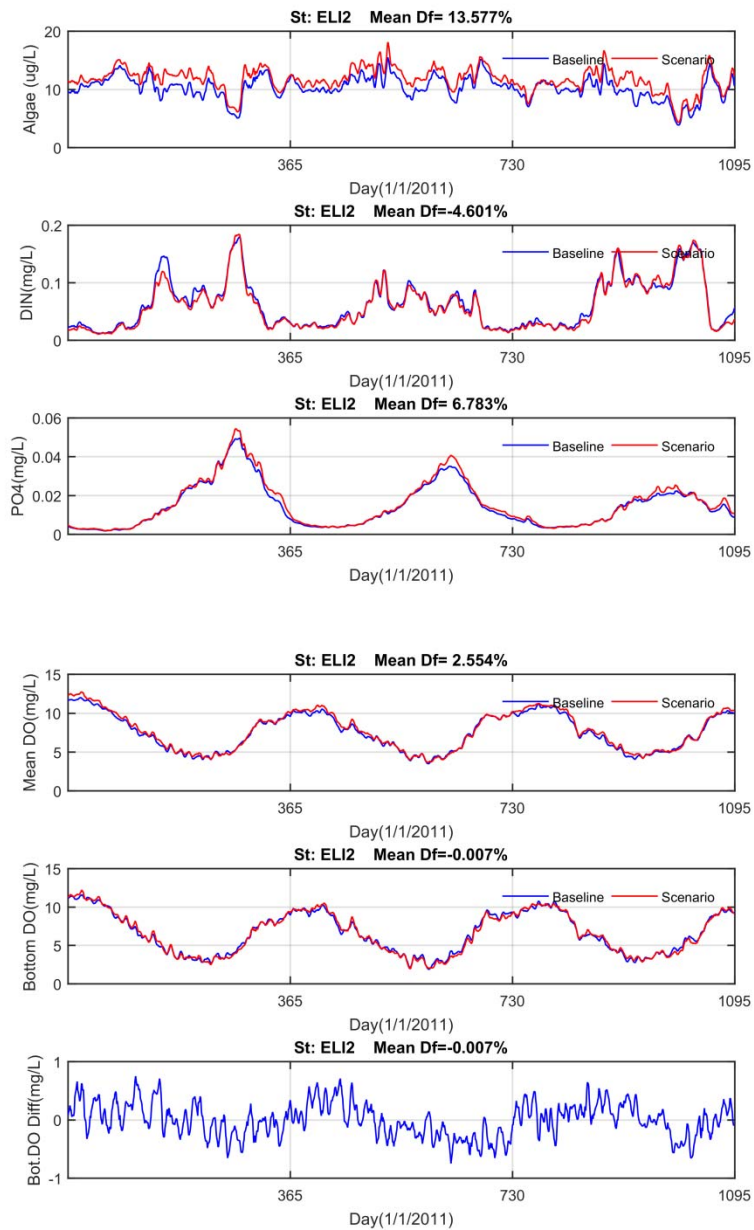 St: ELI2 Mean Df= 13.577%
Algae (ug/L)
20
10
0
Baseline Scenario
365 730 1095
Day(1/1/2011)
St: ELI2 Mean Df=-4.601%
DIN(mg/L)
0.2
0.1
0
Baseline Scenario
365 730 1095
Day(1/1/2011)
St: ELI2 Mean Df= 6.783%
PO4(mg/L)
0.06
0.04
0.02
0
Baseline Scenario
365 730 1095
Day(1/1/2011)
St: ELI2 Mean Df= 2.554%
Mean DO(mg/L)
15
10
5
0
Baseline Scenario
365 730 1095
Day(1/1/2011)
St: ELI2 Mean Df=-0.007%
Bottom DO(mg/L)
15
10
5
0
Baseline Scenario
365 730 1095
Day(1/1/2011)
St: ELI2 Mean Df=-0.007%
Bot.DO Diff(mg/L)
1
0
-1
365 730 1095
Day(1/1/2011)